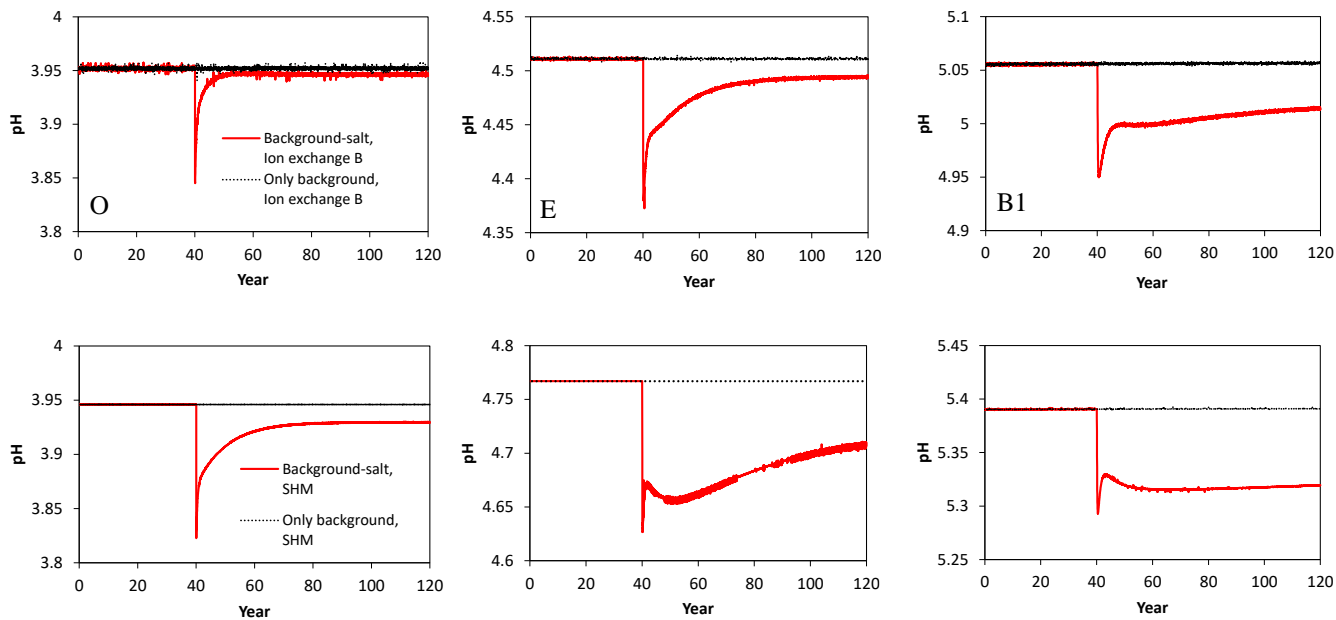 4
3.95
3.9
3.85
3.8
pH
0 20 40 60 80 100 120
Year
Background-salt,
Ion exchange B
Only background,
Ion exchange B
O
4.55
4.5
4.45
4.4
4.35
pH
0 20 40 60 80 100 120
Year
E
5.1
5.05
5
4.95
4.9
pH
0 20 40 60 80 100 120
Year
B1
4
3.95
3.9
3.85
3.8
pH
0 20 40 60 80 100 120
Year
Background-salt,
SHM
Only background,
SHM
4.8
4.75
4.7
4.65
4.6
pH
0 20 40 60 80 100 120
Year
5.45
5.4
5.35
5.3
5.25
pH
0 20 40 60 80 100 120
Year